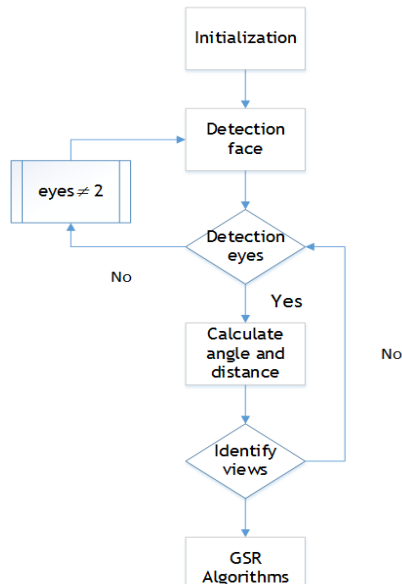 Initialization
Detection
face
eyes ≠ 2
Detection
eyes
No
Yes
Calculate
angle and
distance
No
Identify
views
GSR
Algorithms